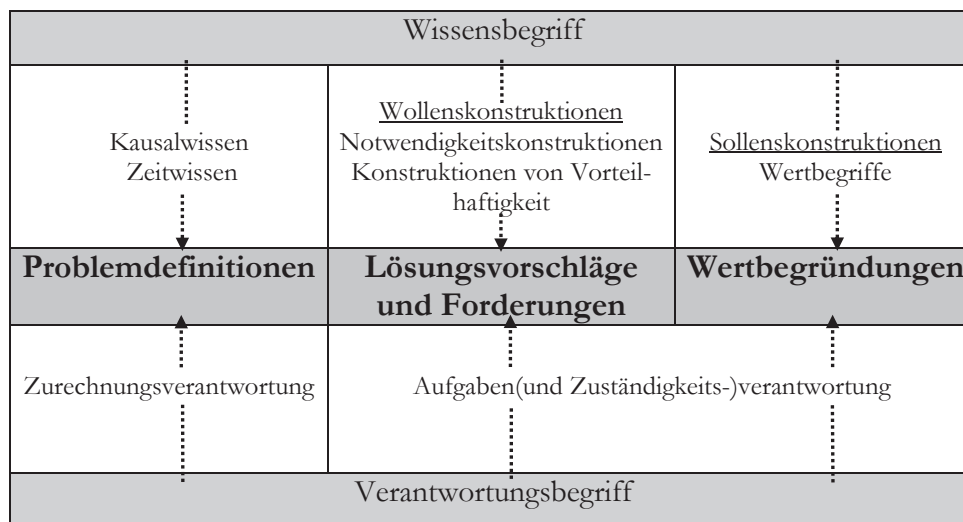 Wissensbegriff
Kausalwissen
Zeitwissen
Wollenskonstruktionen
Notwendigkeitskonstruktionen
Konstruktionen von Vorteil-
haftigkeit
Sollenskonstruktionen
Wertbegriffe
Problemdefinitionen
Lösungsvorschläge
und Forderungen
Wertbegründungen
Zurechnungsverantwortung
Aufgaben(und Zuständigkeits-)verantwortung
Verantwortungsbegriff